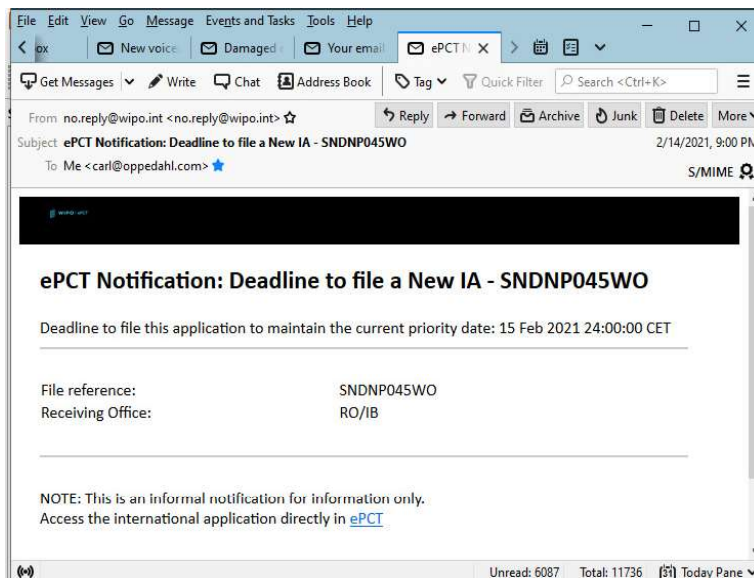 File Edit View Go Message Events and Tasks Tools Help
ox New voice Damaged Your email ePCT N
Get Messages Write Chat Address Book Tag Quick Filter Search <Ctrl+K>
From no.reply@wipo.int <no.reply@wipo.int> Reply Forward Archive Junk Delete More
Subject ePCT Notification: Deadline to file a New IA - SNDNP045WO 2/14/2021, 9:00 PM
To Me <carl@oppedahl.com>
S/MIME
WIPO ePCT
ePCT Notification: Deadline to file a New IA - SNDNP045WO
Deadline to file this application to maintain the current priority date: 15 Feb 2021 24:00:00 CET
File reference: SNDNP045WO
Receiving Office: RO/IB
NOTE: This is an informal notification for information only.
Access the international application directly in ePCT
Unread: 6087 Total: 11736 31 Today Pane